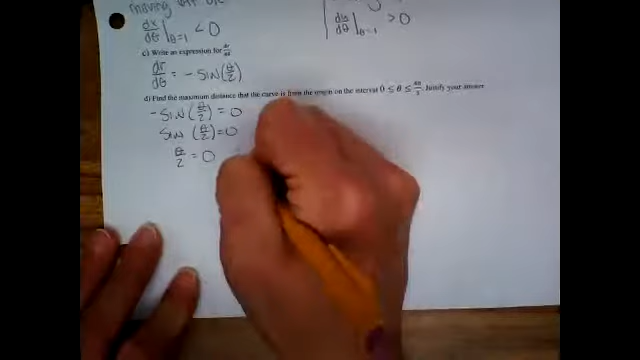 moving
dx/dθ |θ=1 < 0
dy/dθ |θ=1 > 0
c) Write an expression for dr/dθ
dr/dθ = - SIN(θ/2)
d) Find the maximum distance that the curve is from the origin on the interval 0 ≤ θ ≤ 4π/3. Justify your answer
- SIN(θ/2) = 0
SIN (θ/2) = 0
θ/2 = 0